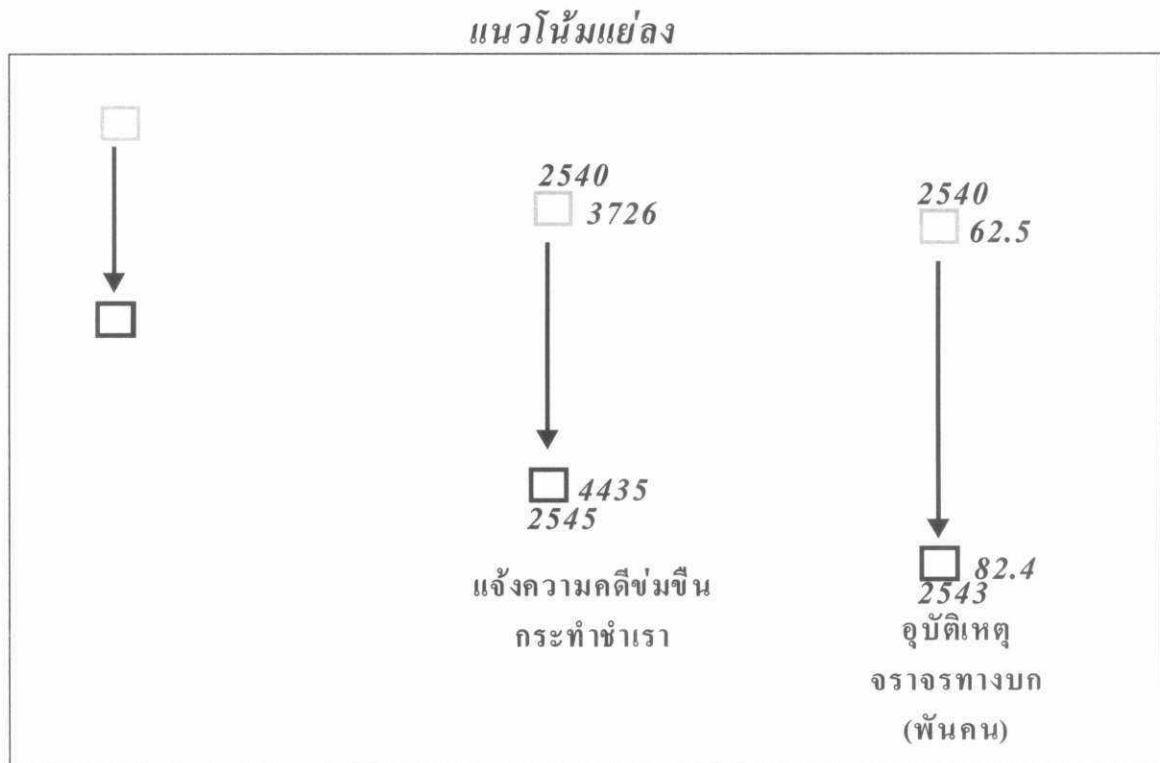 แนวโน้มแย่ลง
2540
3726
4435
2545
แจ้งความคดีข่มขืน
กระทำชำเรา
2540
62.5
82.4
2543
อุบัติเหตุ
จราจรทางบก
(พันคน)